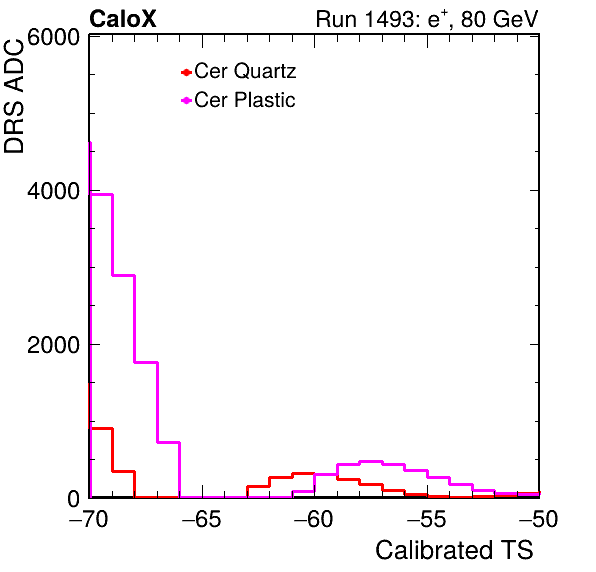 CaloX Run 1493: e⁺, 80 GeV
DRS ADC
6000
4000
2000
0
Cer Quartz
Cer Plastic
−70 −65 −60 −55 −50
Calibrated TS